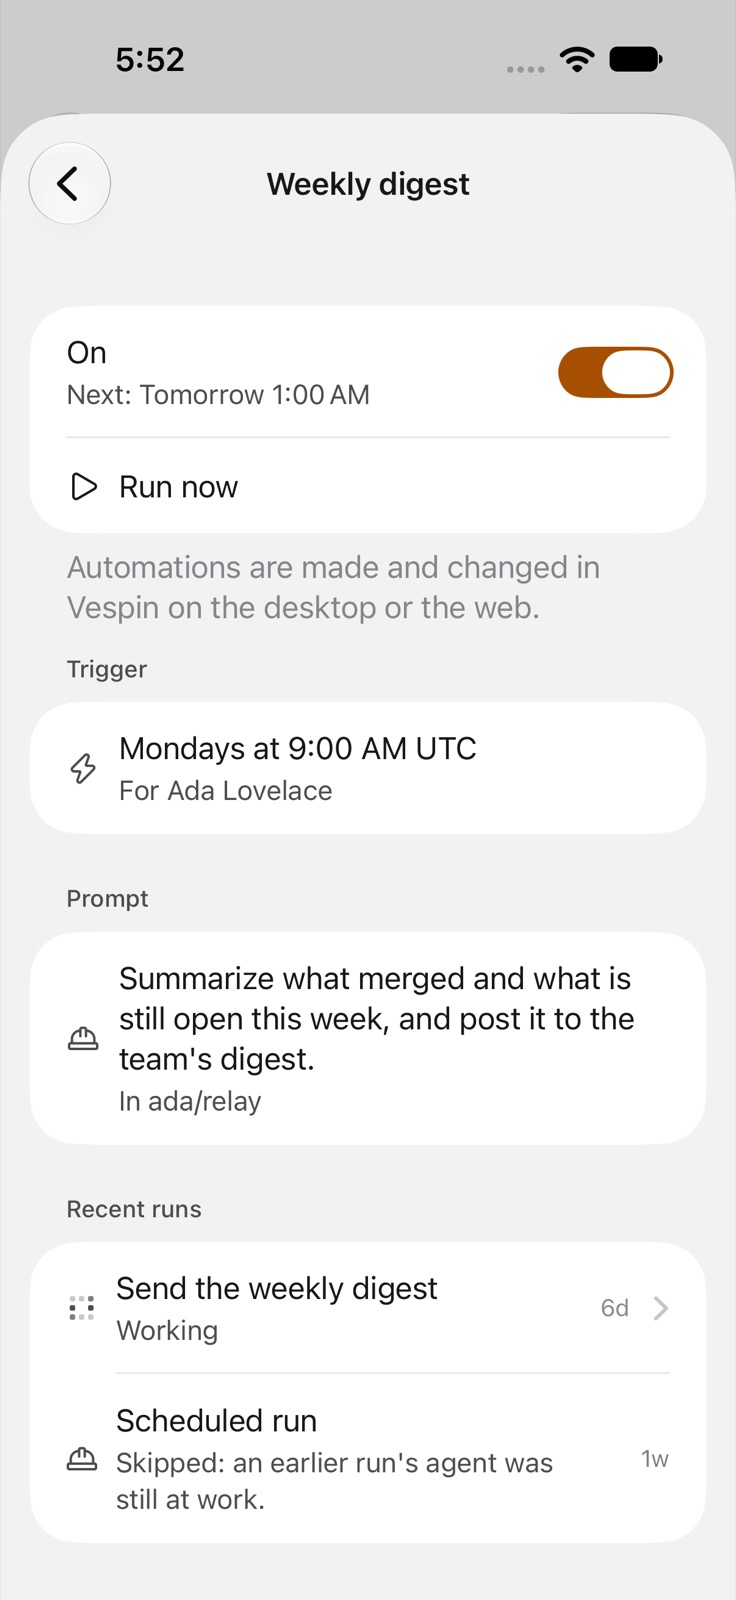 5:52
Weekly digest
On
Next: Tomorrow 1:00 AM
Run now
Automations are made and changed in
Vespin on the desktop or the web.
Trigger
Mondays at 9:00 AM UTC
For Ada Lovelace
Prompt
Summarize what merged and what is
still open this week, and post it to the
team's digest.
In ada/relay
Recent runs
Send the weekly digest
Working
6d
Scheduled run
Skipped: an earlier run's agent was
still at work.
1w